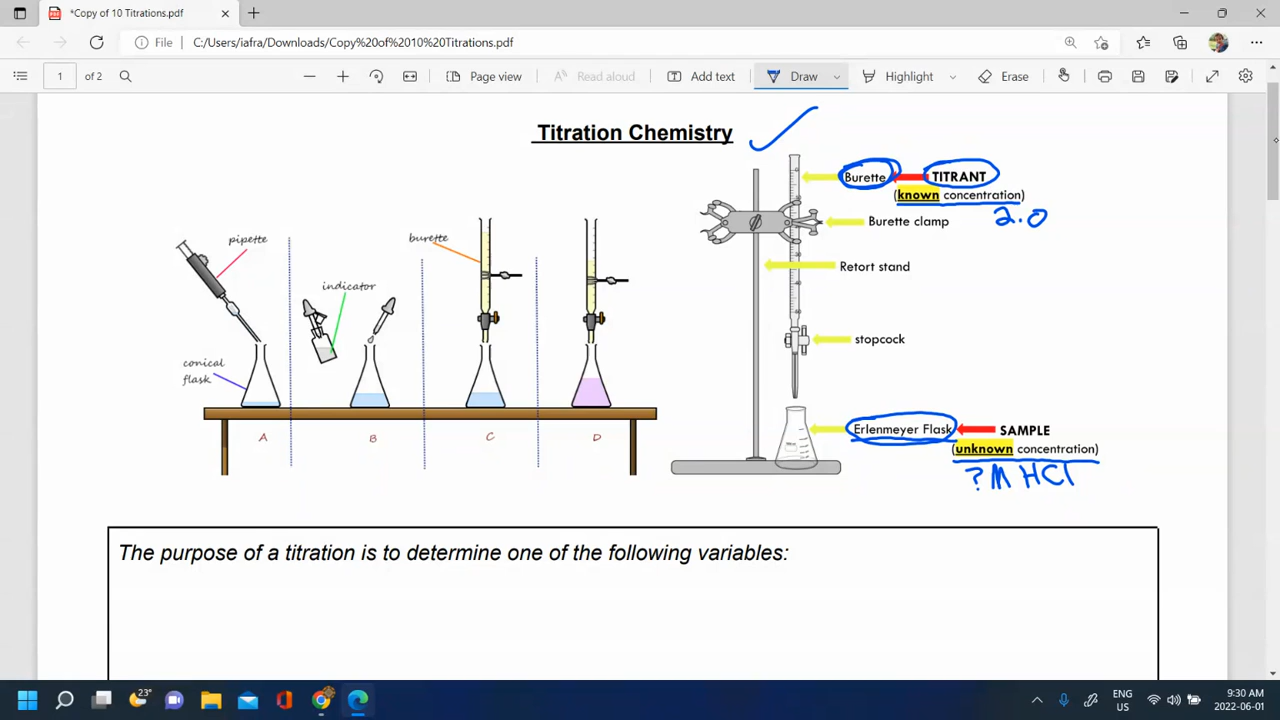 *Copy of 10 Titrations.pdf
File C:/Users/iafra/Downloads/Copy%20of%2010%20Titrations.pdf
1 of 2
Page view
Read aloud
Add text
Draw
Highlight
Erase
Titration Chemistry
pipette
indicator
burette
conical
flask
A
B
C
D
Burette
TITRANT
(known concentration)
2.0
Burette clamp
Retort stand
stopcock
Erlenmeyer Flask
SAMPLE
(unknown concentration)
? M HCl
The purpose of a titration is to determine one of the following variables:
23°
ENG
US
9:30 AM
2022-06-01